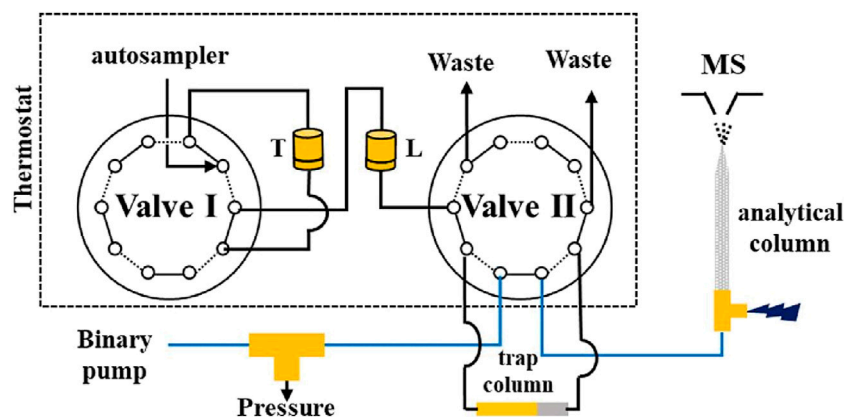 Thermostat
autosampler
T
L
Waste
Waste
MS
Valve I
Valve II
analytical
column
Binary
pump
Pressure
trap
column